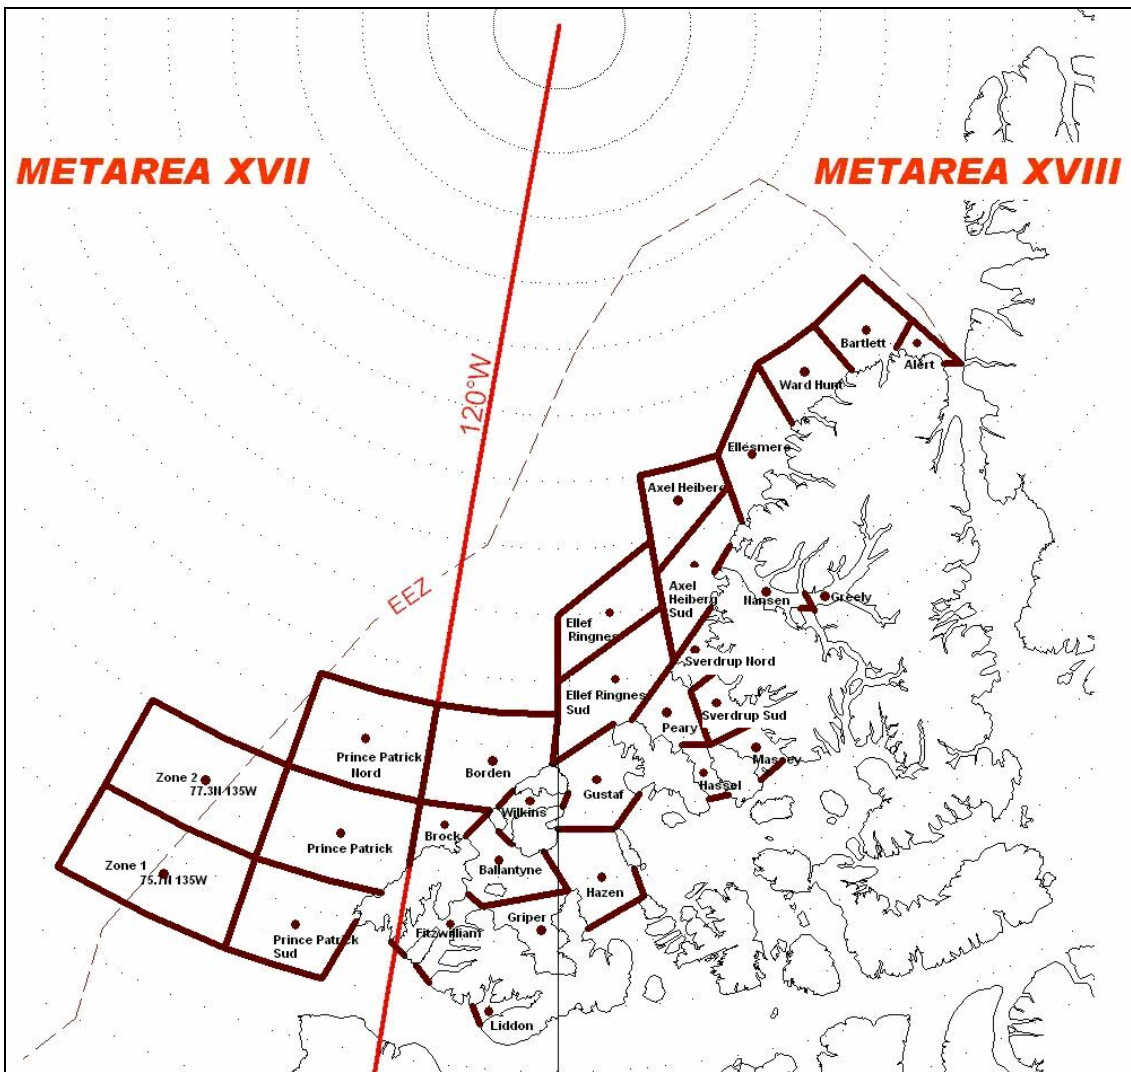 METAREA XVII
METAREA XVIII
Bartlett
Alert
Ward Hunt
120°W
Ellesmere
Axel Heiberg
EEZ
Axel
Heiberg
Sud
Nansen
Greely
Ellef
Ringnes
Sverdrup Nord
Ellef Ringnes
Sud
Sverdrup Sud
Peary
Prince Patrick
Nord
Borden
Massey
Zone 2
77.3N 135W
Hassel
Gustaf
Wilkins
Brock
Prince Patrick
Zone 1
75.7N 135W
Ballantyne
Hazen
Griper
Fitzwilliam
Prince Patrick
Sud
Liddon